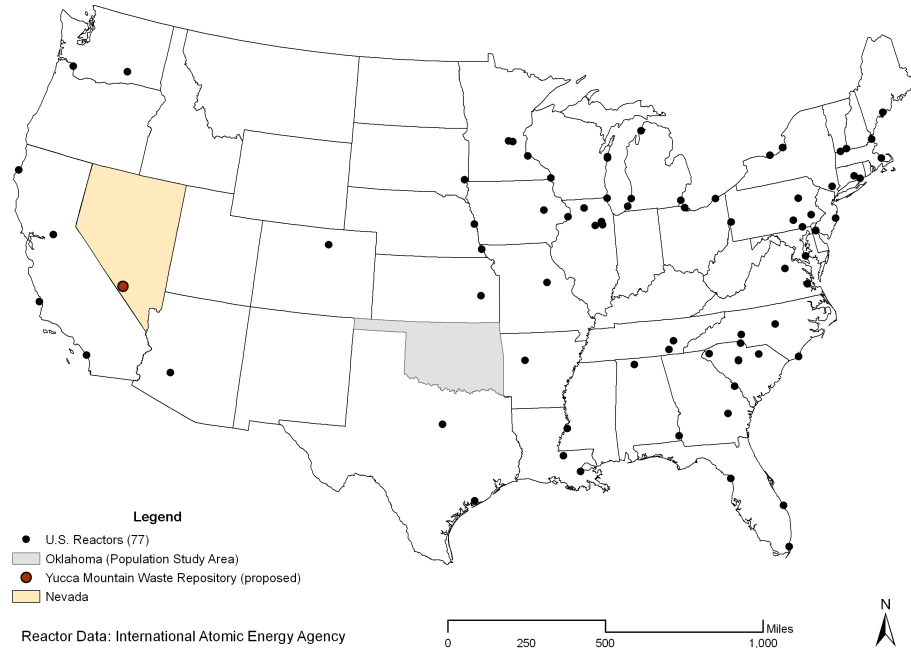 Legend
U.S. Reactors (77)
Oklahoma (Population Study Area)
Yucca Mountain Waste Repository (proposed)
Nevada
Reactor Data: International Atomic Energy Agency
Miles
0 250 500 1,000
N